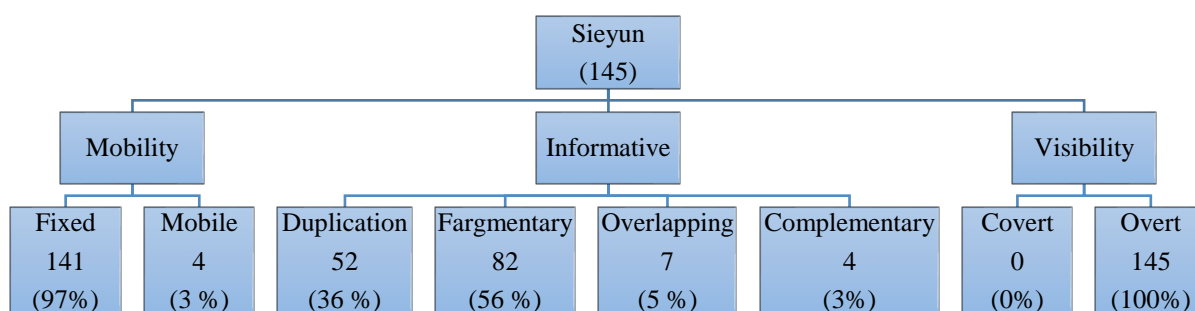 Sieyun
(145)
Mobility
Informative
Visibility
Fixed
141
(97%)
Mobile
4
(3 %)
Duplication
52
(36 %)
Fargmentary
82
(56 %)
Overlapping
7
(5 %)
Complementary
4
(3%)
Covert
0
(0%)
Overt
145
(100%)